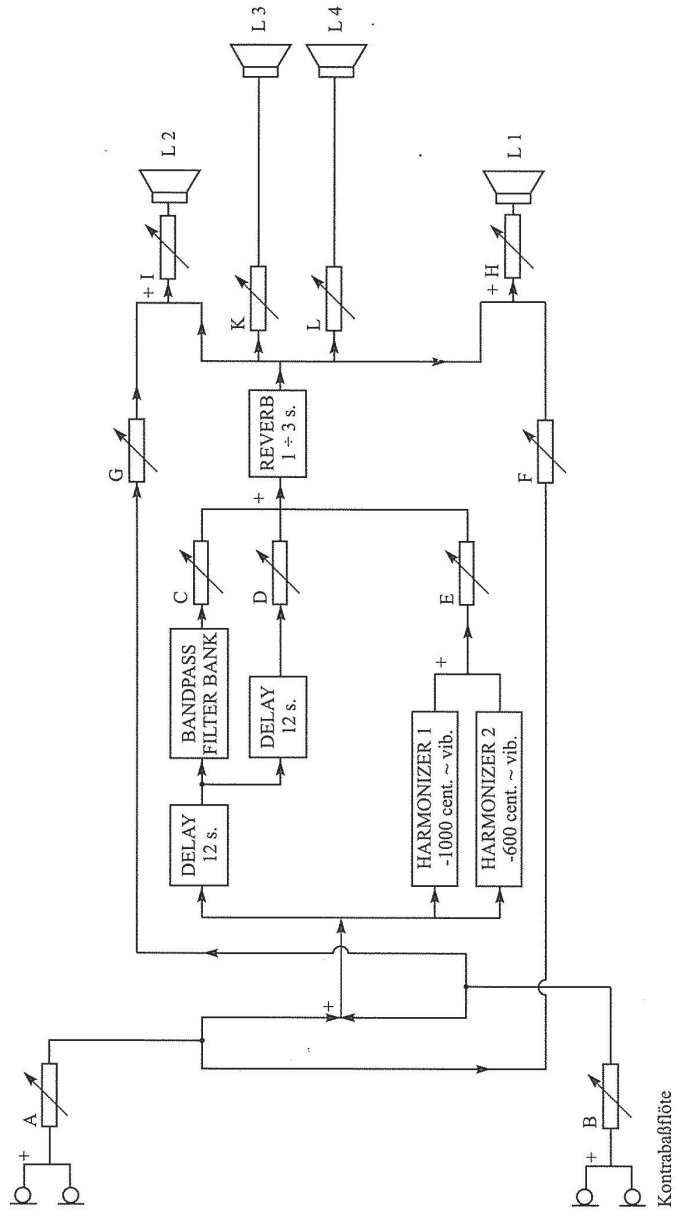 A
+
B
+
Kontrabaßflöte
+
DELAY
12 s.
BANDPASS
FILTER BANK
DELAY
12 s.
HARMONIZER 1
-1000 cent. ~ vib.
HARMONIZER 2
-600 cent. ~ vib.
+
C
D
E
+
REVERB
1 ÷ 3 s.
G
F
+ I
K
L
+ H
L 2
L 3
L 4
L 1